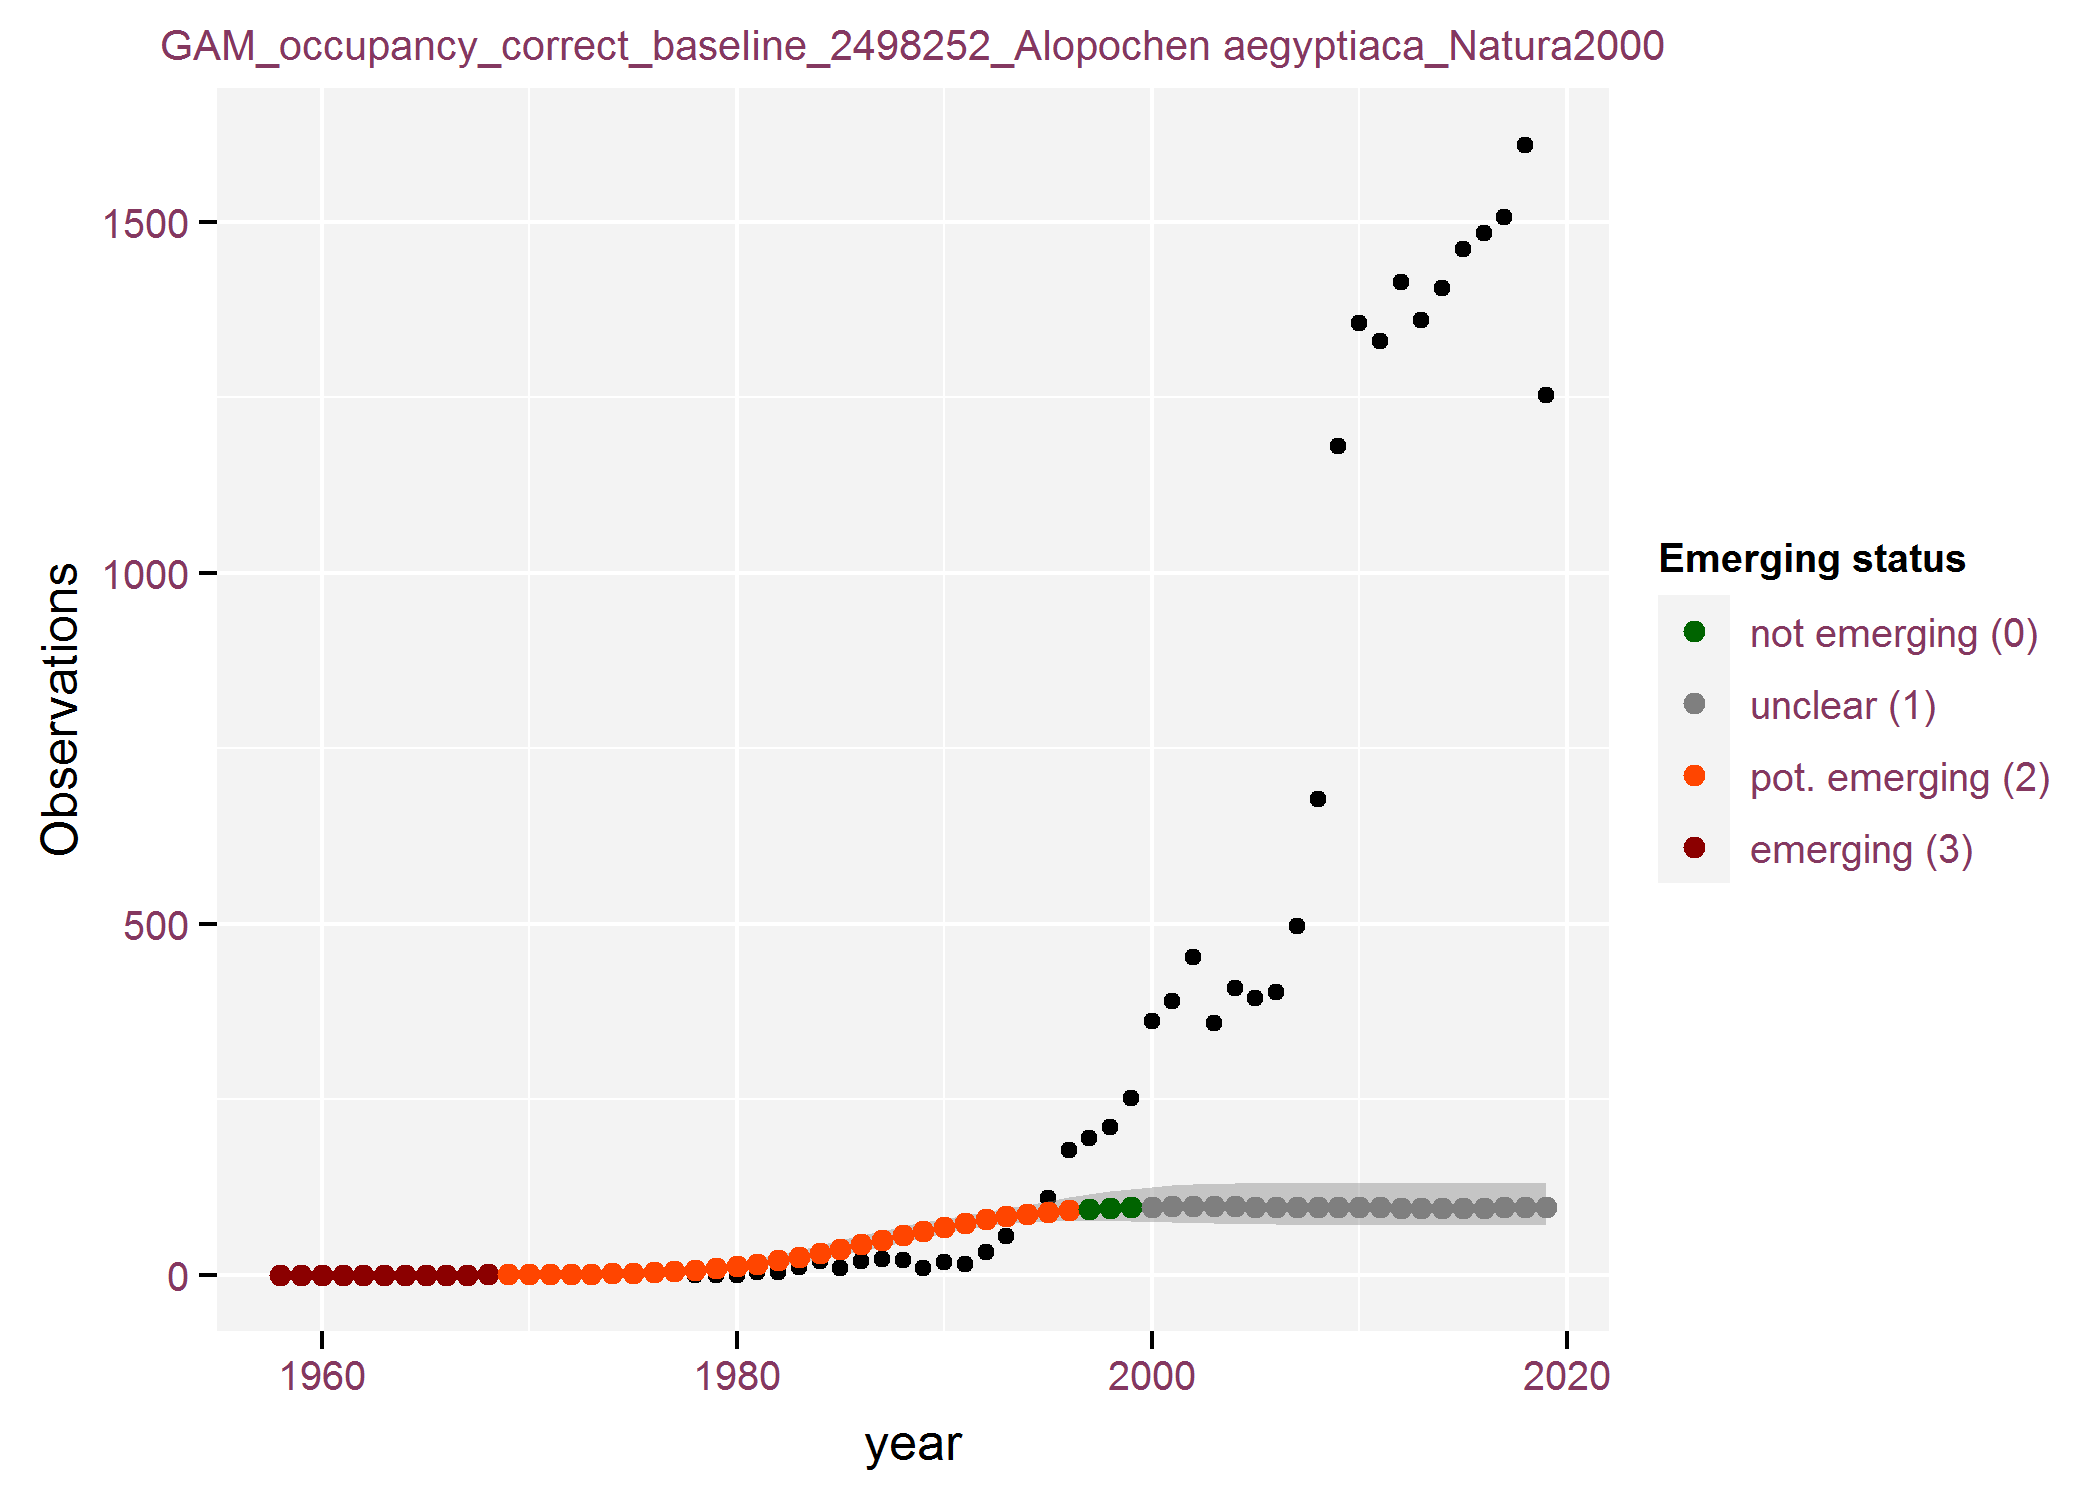 GAM_occupancy_correct_baseline_2498252_Alopochen aegyptiaca_Natura2000
Observations
1500
1000
500
0
1960
1980
2000
2020
year
Emerging status
not emerging (0)
unclear (1)
pot. emerging (2)
emerging (3)